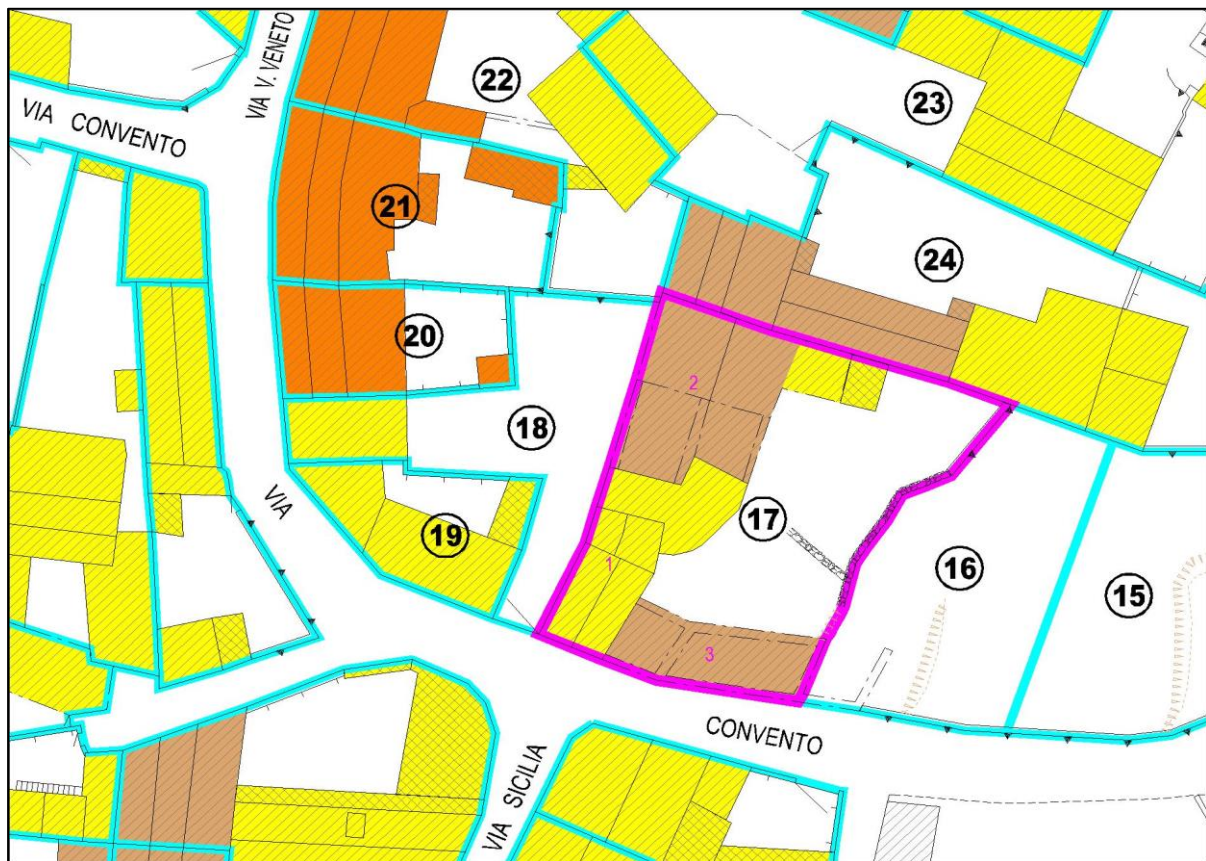 VIA CONVENTO
VIA V. VENETO
22
23
21
24
20
2
18
17
19
1
16
15
VIA
3
CONVENTO
VIA SICILIA